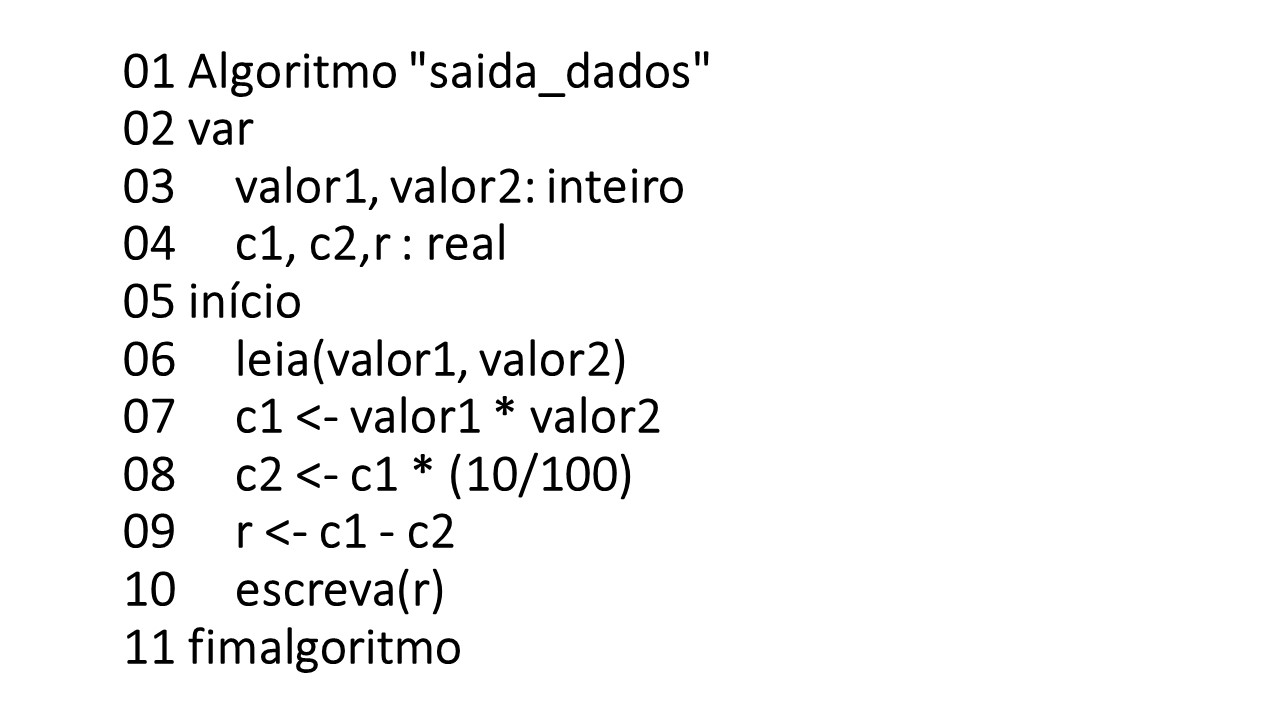 01 Algoritmo "saida_dados"
02 var
03 valor1, valor2: inteiro
04 c1, c2,r : real
05 início
06 leia(valor1, valor2)
07 c1 <- valor1 * valor2
08 c2 <- c1 * (10/100)
09 r <- c1 - c2
10 escreva(r)
11 fimalgoritmo